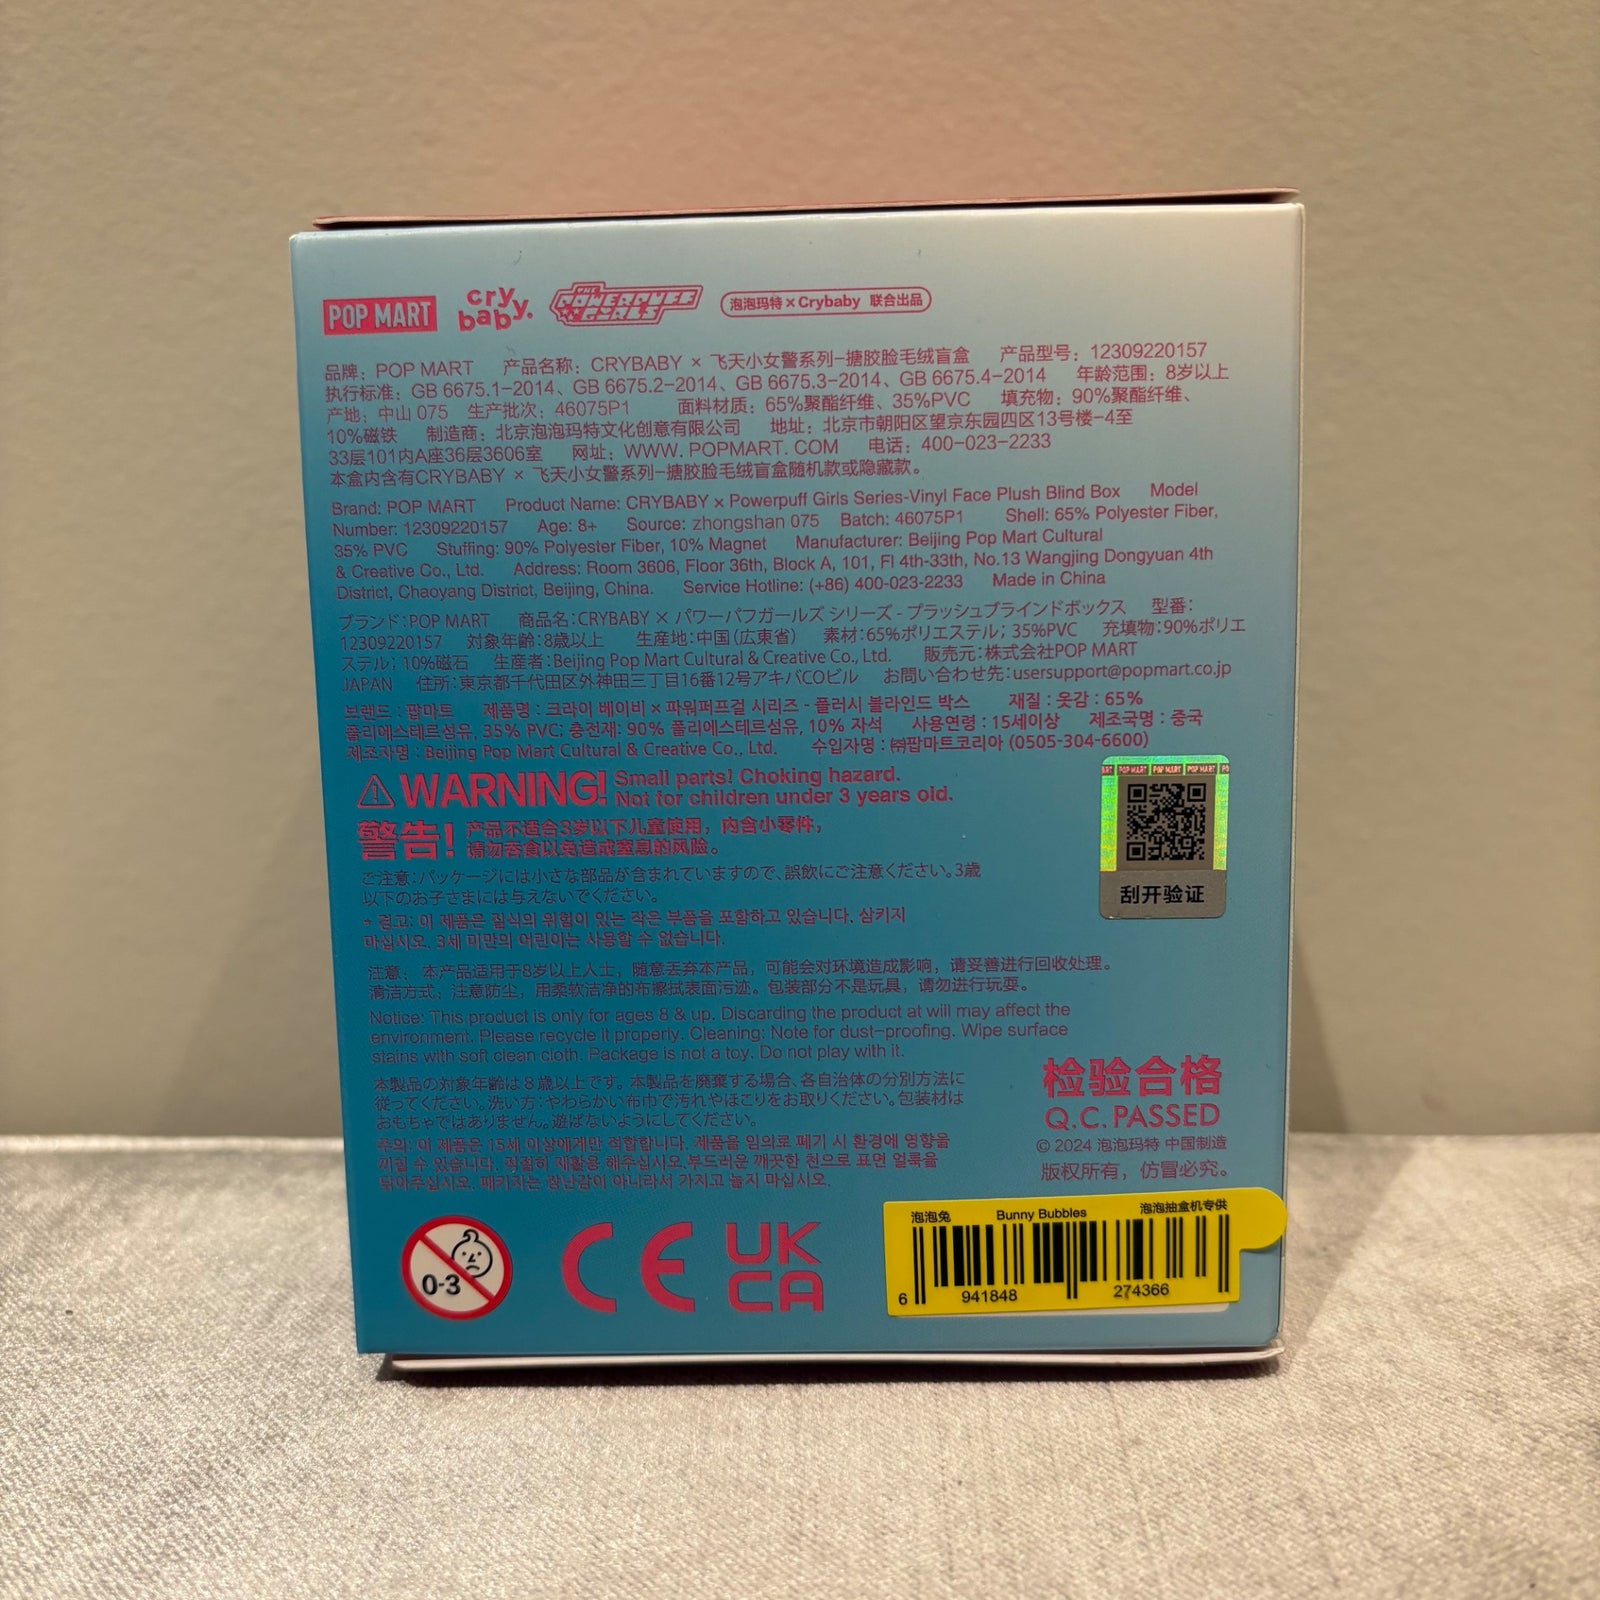 POP MART cry baby. THE POWERPUFF GIRLS 泡泡玛特×Crybaby 联合出品
品牌：POP MART 产品名称：CRYBABY × 飞天小女警系列-搪胶脸毛绒盲盒 产品型号：12309220157
执行标准：GB 6675.1-2014、GB 6675.2-2014、GB 6675.3-2014、GB 6675.4-2014 年龄范围：8岁以上
产地：中山 075 生产批次：46075P1 面料材质：65%聚酯纤维、35%PVC 填充物：90%聚酯纤维、
10%磁铁 制造商：北京泡泡玛特文化创意有限公司 地址：北京市朝阳区望京东园四区13号楼-4至
33层101内A座36层3606室 网址：WWW.POPMART.COM 电话：400-023-2233
本盒内含有CRYBABY × 飞天小女警系列-搪胶脸毛绒盲盒随机款或隐藏款。
Brand: POP MART Product Name: CRYBABY × Powerpuff Girls Series-Vinyl Face Plush Blind Box Model
Number: 12309220157 Age: 8+ Source: zhongshan 075 Batch: 46075P1 Shell: 65% Polyester Fiber,
35% PVC Stuffing: 90% Polyester Fiber, 10% Magnet Manufacturer: Beijing Pop Mart Cultural
& Creative Co., Ltd. Address: Room 3606, Floor 36th, Block A, 101, Fl 4th-33th, No.13 Wangjing Dongyuan 4th
District, Chaoyang District, Beijing, China. Service Hotline: (+86) 400-023-2233 Made in China
ブランド：POP MART 商品名：CRYBABY × パワーパフガールズ シリーズ - プラッシュブラインドボックス 型番：
12309220157 対象年齢：8歳以上 生産地：中国（広東省） 素材：65%ポリエステル；35%PVC 充填物：90%ポリエ
ステル；10%磁石 生産者：Beijing Pop Mart Cultural & Creative Co., Ltd. 販売元：株式会社POP MART
JAPAN 住所：東京都千代田区外神田三丁目16番12号アキバCOビル お問い合わせ先：usersupport@popmart.co.jp
브랜드 : 팝마트 제품명 : 크라이 베이비 × 파워퍼프걸 시리즈 - 플러시 블라인드 박스 재질 : 옷감 : 65%
폴리에스테르섬유, 35% PVC; 충전재: 90% 폴리에스테르섬유, 10% 자석 사용연령 : 15세이상 제조국명 : 중국
제조자명 : Beijing Pop Mart Cultural & Creative Co., Ltd. 수입자명 : ㈜팝마트코리아 (0505-304-6600)
WARNING! Small parts! Choking hazard.
Not for children under 3 years old.
警告！ 产品不适合3岁以下儿童使用，内含小零件，
请勿吞食以免造成窒息的风险。
刮开验证
ご注意：パッケージには小さな部品が含まれていますので、誤飲にご注意ください。3歳
以下のお子さまには与えないでください。
* 경고: 이 제품은 질식의 위험이 있는 작은 부품을 포함하고 있습니다. 삼키지
마십시오. 3세 미만의 어린이는 사용할 수 없습니다.
注意：本产品适用于8岁以上人士，随意丢弃本产品，可能会对环境造成影响，请妥善进行回收处理。
清洁方式：注意防尘，用柔软洁净的布擦拭表面污迹。包装部分不是玩具，请勿进行玩耍。
Notice: This product is only for ages 8 & up. Discarding the product at will may affect the
environment. Please recycle it properly. Cleaning: Note for dust-proofing. Wipe surface
stains with soft clean cloth. Package is not a toy. Do not play with it.
本製品の対象年齢は8歳以上です。本製品を廃棄する場合、各自治体の分別方法に
従ってください。洗い方：やわらかい布巾で汚れやほこりをお取りください。包装材は
おもちゃではありません。遊ばないようにしてください。
주의: 이 제품은 15세 이상에게만 적합합니다. 제품을 임의로 폐기 시 환경에 영향을
끼칠 수 있습니다. 적절히 재활용 해주십시오.부드러운 깨끗한 천으로 표면 얼룩을
닦아주십시오. 패키지는 장난감이 아니라서 가지고 놀지 마십시오.
检验合格
Q.C. PASSED
© 2024 泡泡玛特 中国制造
版权所有，仿冒必究。
0-3 CE UK CA
泡泡兔 Bunny Bubbles 泡泡抽盒机专供
6 941848 274366